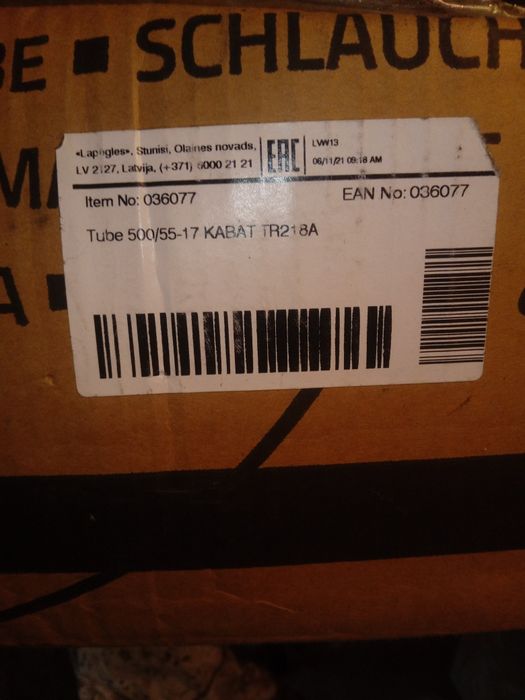 BE ■ SCHLAUCH
«Lapegles», Stunisi, Olaines novads,
LV 2127, Latvija, (+371) 6000 21 21
EAC
LVW13
06/11/21 09:18 AM
Item No: 036077
EAN No: 036077
Tube 500/55-17 KABAT TR218A